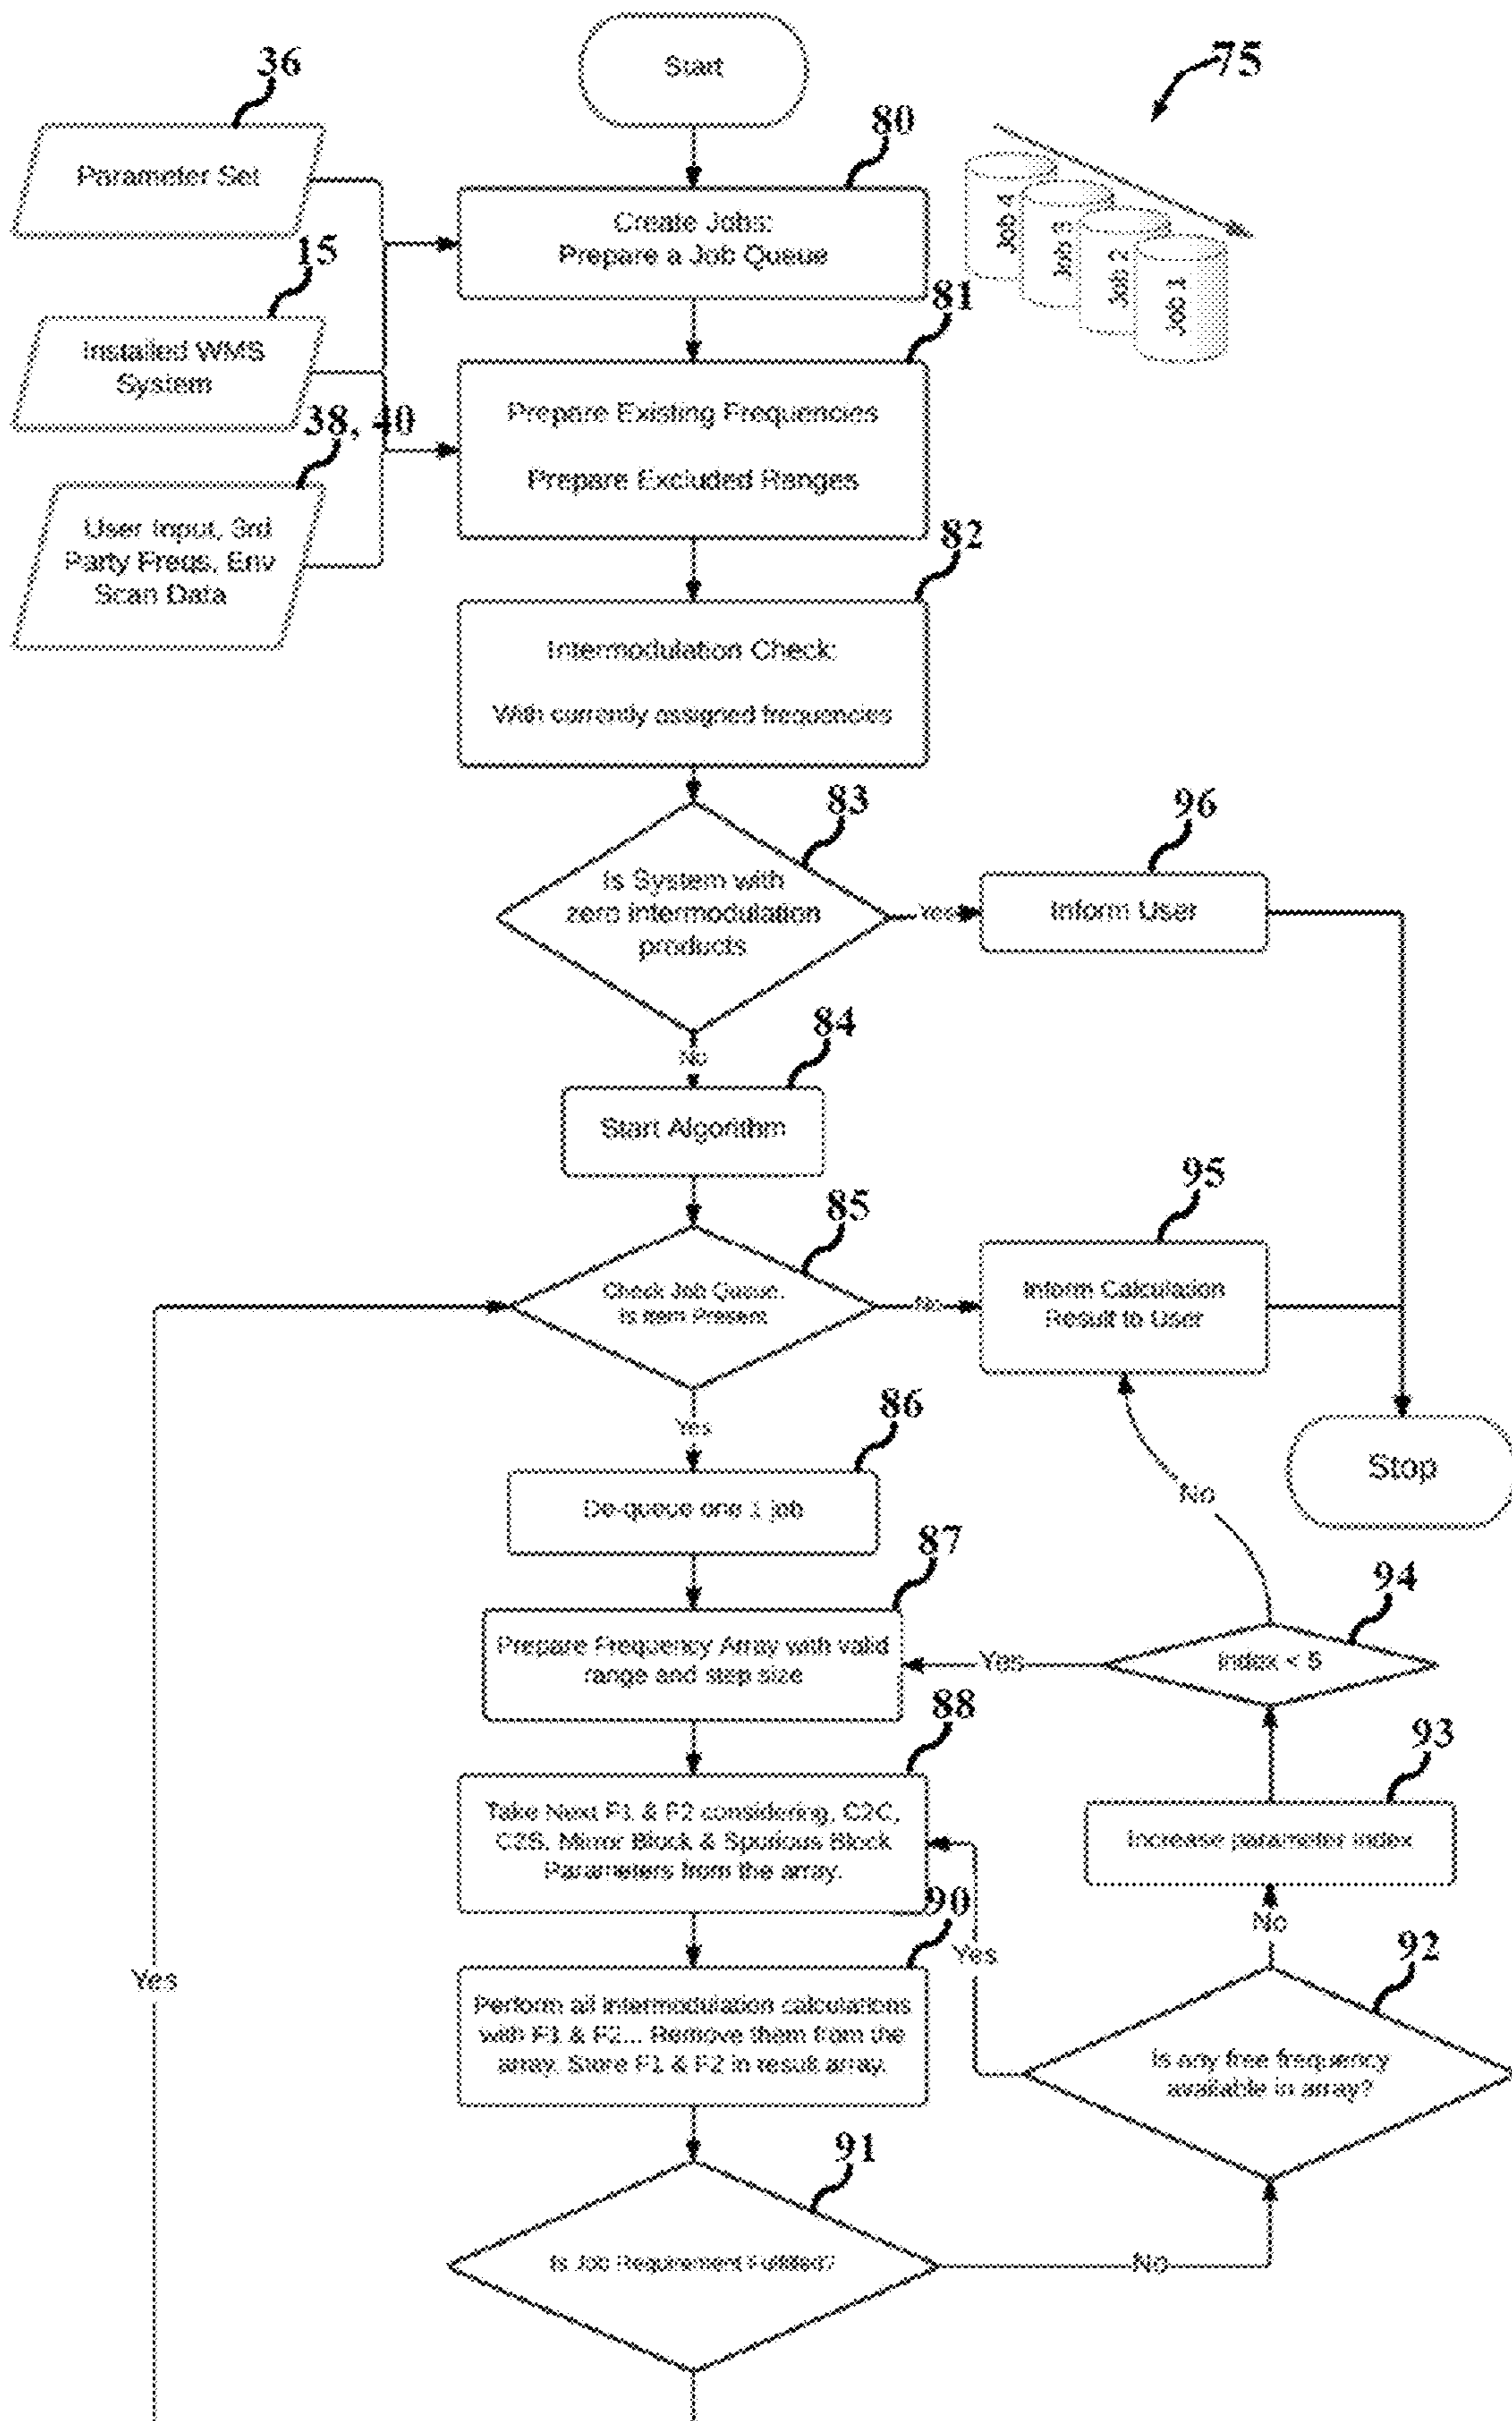 Start
75
36
Parameter Set
80
Create Jobs:
Prepare a Job Queue
Job 4
Job 3
Job 2
Job 1
15
Installed WMS
System
81
Prepare Existing Frequencies
Prepare Excluded Ranges
38, 40
User Input, 3rd
Party Freqs, Env
Scan Data
82
Intermodulation Check:
With currently assigned frequencies
83
Is System with
zero intermodulation
products
Yes
96
Inform User
No
84
Start Algorithm
85
Check Job Queue.
Is Item Present
No
95
Inform Calculation
Result to User
Yes
86
De-queue one 1 job
Stop
No
87
Prepare Frequency Array with valid
range and step size
Yes
94
Index <
88
Take Next F1 & F2 considering, C2C,
C2S, Mirror Block & Spurious Block
Parameters from the array.
93
Increase parameter index
90
Perform all intermodulation calculations
with F1 & F2... Remove them from the
array. Store F1 & F2 in result array.
Yes
No
92
Is any free frequency
available in array?
Yes
91
Is Job Requirement Fulfilled?
No